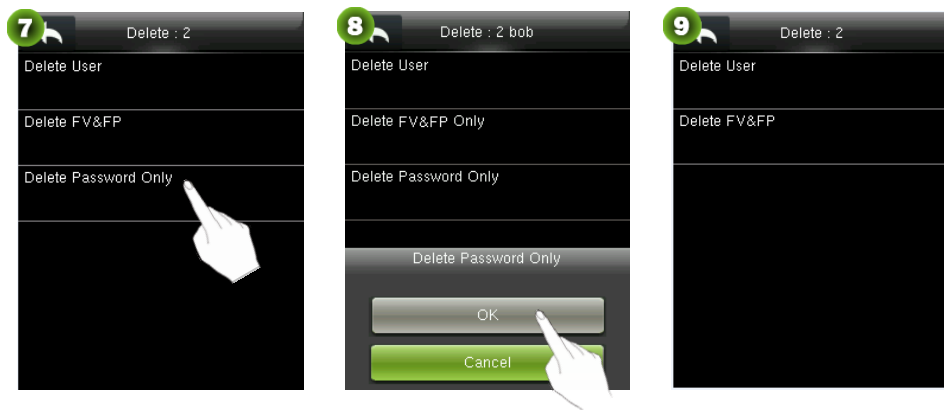 7
Delete : 2
Delete User
Delete FV&FP
Delete Password Only
8
Delete : 2 bob
Delete User
Delete FV&FP Only
Delete Password Only
Delete Password Only
OK
Cancel
9
Delete : 2
Delete User
Delete FV&FP